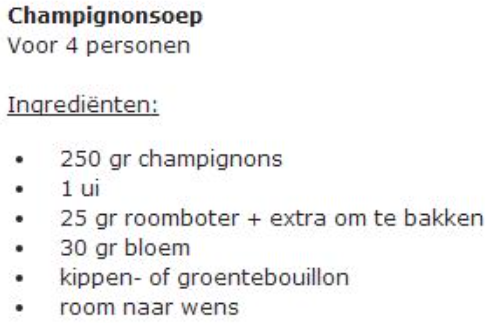 Champignonsoep
Voor 4 personen
Ingrediënten:
• 250 gr champignons
• 1 ui
• 25 gr roomboter + extra om te bakken
• 30 gr bloem
• kippen- of groentebouillon
• room naar wens